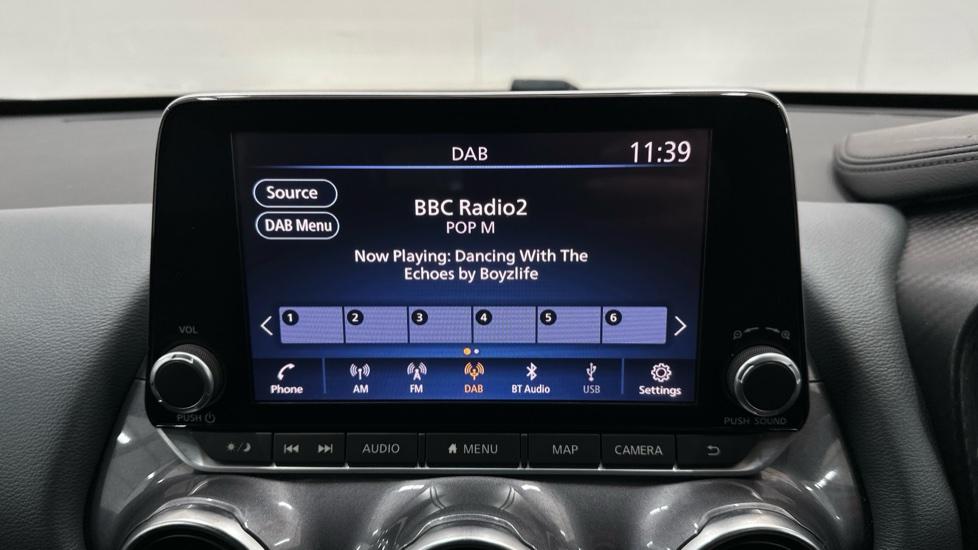 DAB
11:39
Source
DAB Menu
BBC Radio2
POP M
Now Playing: Dancing With The
Echoes by Boyzlife
1 2 3 4 5 6
Phone AM FM DAB BT Audio USB Settings
VOL
PUSH
PUSH SOUND
AUDIO MENU MAP CAMERA